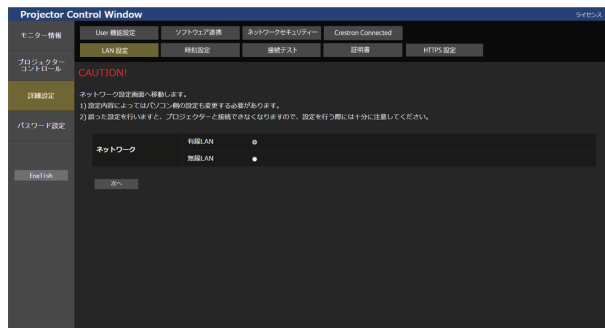 Projector Control Window
ライセンス
モニター情報
プロジェクター
コントロール
詳細設定
パスワード設定
English
User 機能設定
ソフトウェア連携
ネットワークセキュリティー
Crestron Connected
LAN 設定
時刻設定
接続テスト
証明書
HTTPS 設定
CAUTION!
ネットワーク設定画面へ移動します。
1) 設定内容によってはパソコン側の設定も変更する必要があります。
2) 誤った設定を行いますと、プロジェクターと接続できなくなりますので、設定を行う際には十分に注意してください。
ネットワーク
有線LAN
無線LAN
次へ